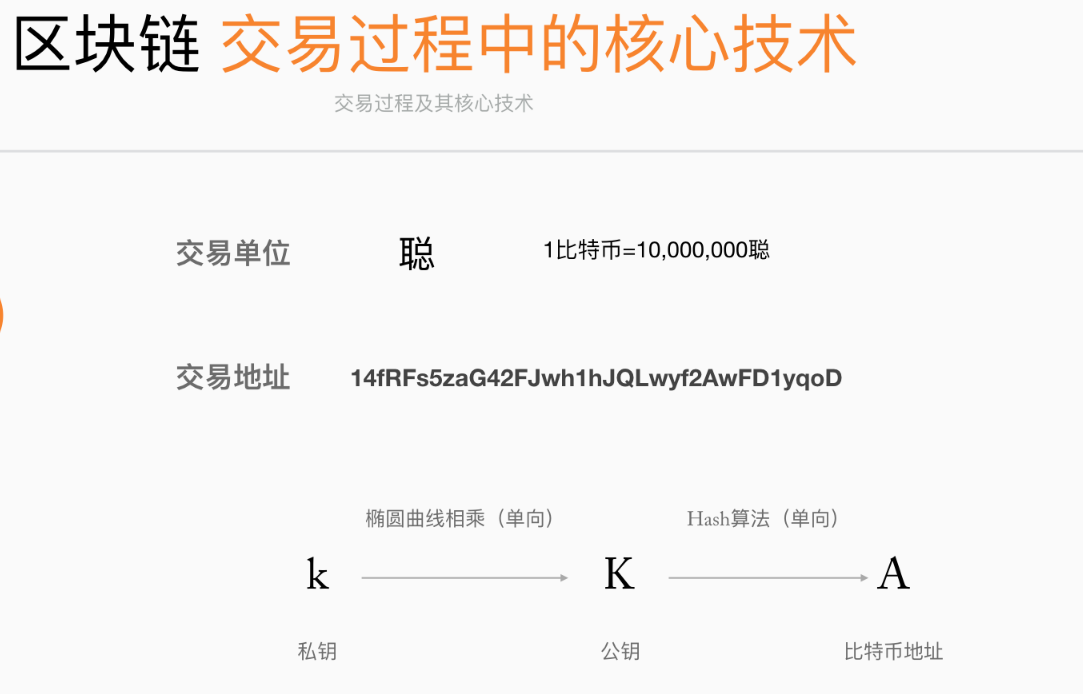 区块链 交易过程中的核心技术
交易过程及其核心技术
交易单位 聪 1比特币=10,000,000聪
交易地址 14fRFs5zaG42FJwh1hJQLwyf2AwFD1yqoD
椭圆曲线相乘（单向） Hash算法（单向）
k K A
私钥 公钥 比特币地址